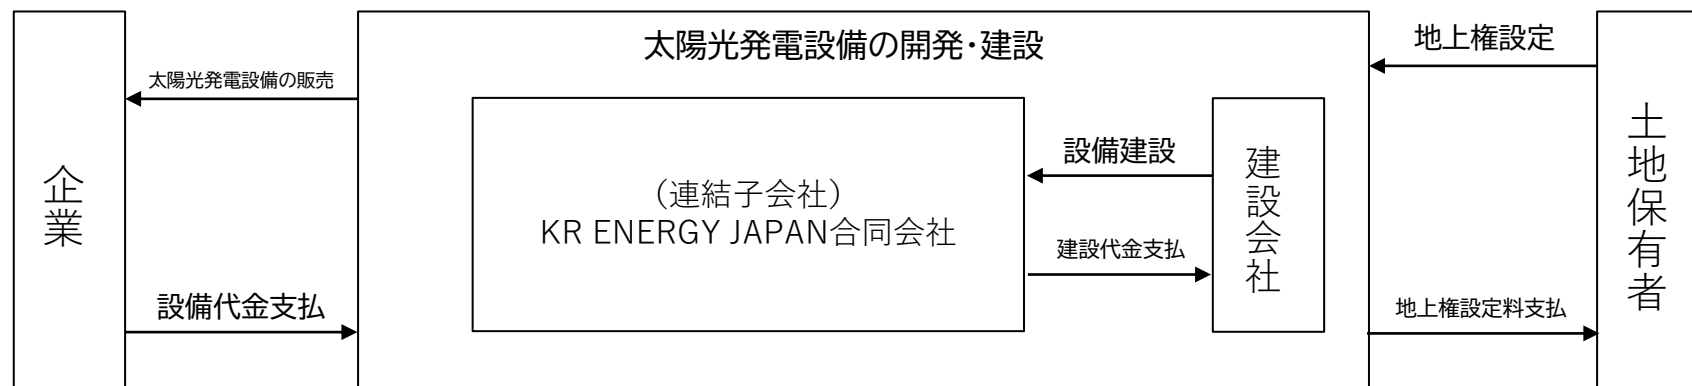 太陽光発電設備の開発・建設
地上権設定
太陽光発電設備の販売
企業
設備代金支払
(連結子会社)
KR ENERGY JAPAN合同会社
設備建設
建設代金支払
建設会社
地上権設定料支払
土地保有者